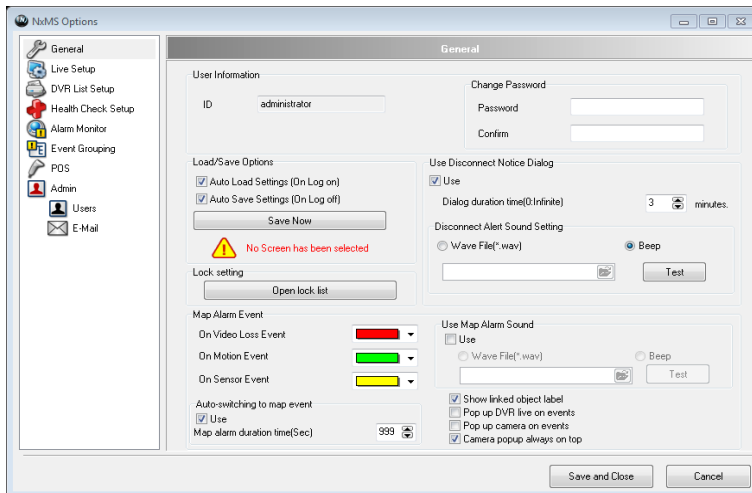 NxMS Options
General
Live Setup
DVR List Setup
Health Check Setup
Alarm Monitor
Event Grouping
POS
Admin
Users
E-Mail
General
User Information
ID
administrator
Change Password
Password
Confirm
Load/Save Options
Auto Load Settings (On Log on)
Auto Save Settings (On Log off)
Save Now
No Screen has been selected
Lock setting
Open lock list
Use Disconnect Notice Dialog
Use
Dialog duration time(0:Infinite)
3
minutes.
Disconnect Alert Sound Setting
Wave File(*.wav)
Beep
Test
Map Alarm Event
On Video Loss Event
On Motion Event
On Sensor Event
Auto-switching to map event
Use
Map alarm duration time(Sec)
999
Use Map Alarm Sound
Use
Wave File(*.wav)
Beep
Test
Show linked object label
Pop up DVR live on events
Pop up camera on events
Camera popup always on top
Save and Close
Cancel